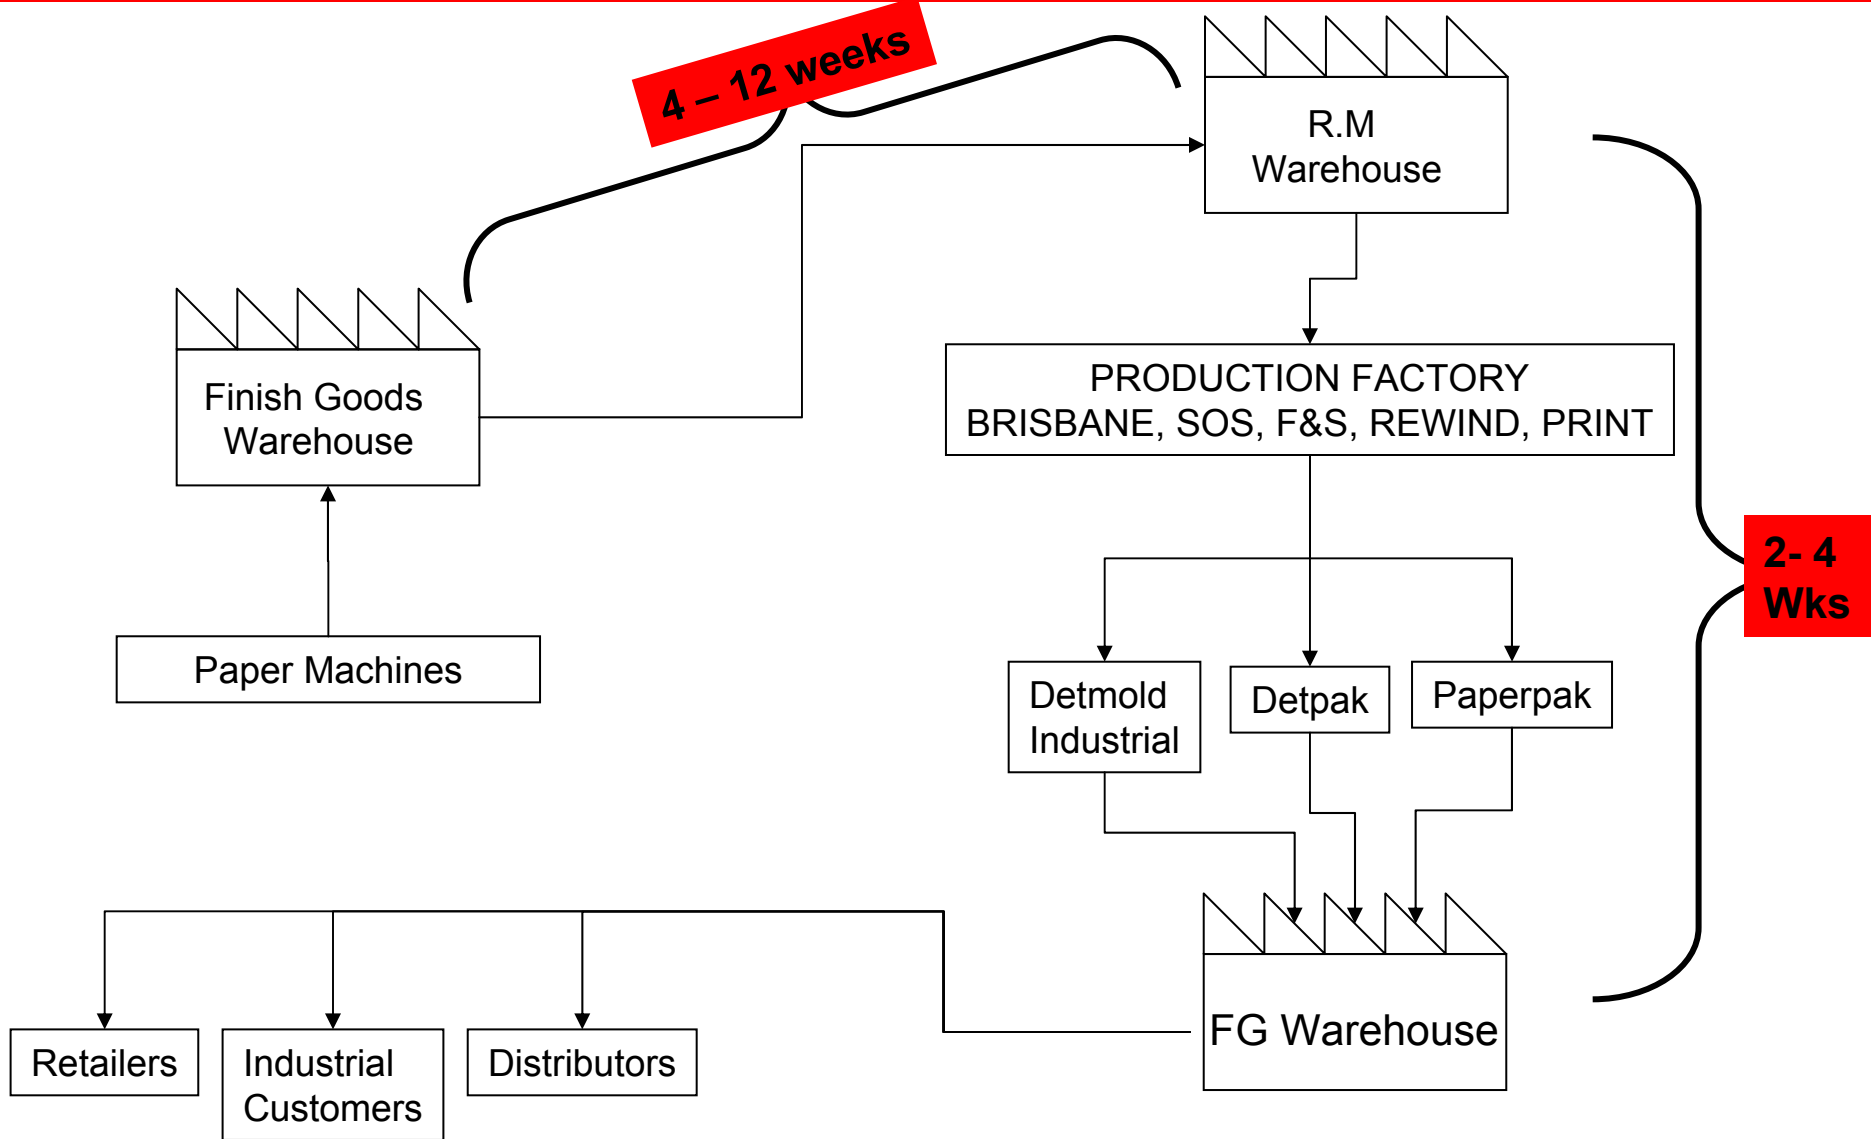 4 – 12 weeks
R.M
Warehouse
Finish Goods
Warehouse
PRODUCTION FACTORY
BRISBANE, SOS, F&S, REWIND, PRINT
2- 4
Wks
Paper Machines
Detmold
Industrial
Detpak
Paperpak
FG Warehouse
Retailers
Industrial
Customers
Distributors